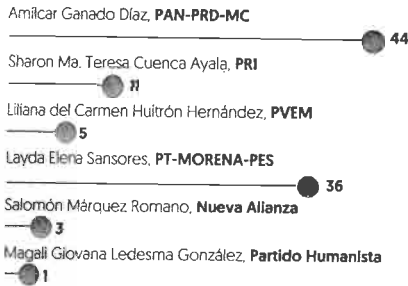 Amílcar Ganado Díaz, PAN-PRD-MC
44
Sharon Ma. Teresa Cuenca Ayala, PRI
11
Liliana del Carmen Huitrón Hernández, PVEM
5
Layda Elena Sansores, PT-MORENA-PES
36
Salomón Márquez Romano, Nueva Alianza
3
Magali Giovana Ledesma González, Partido Humanista
1